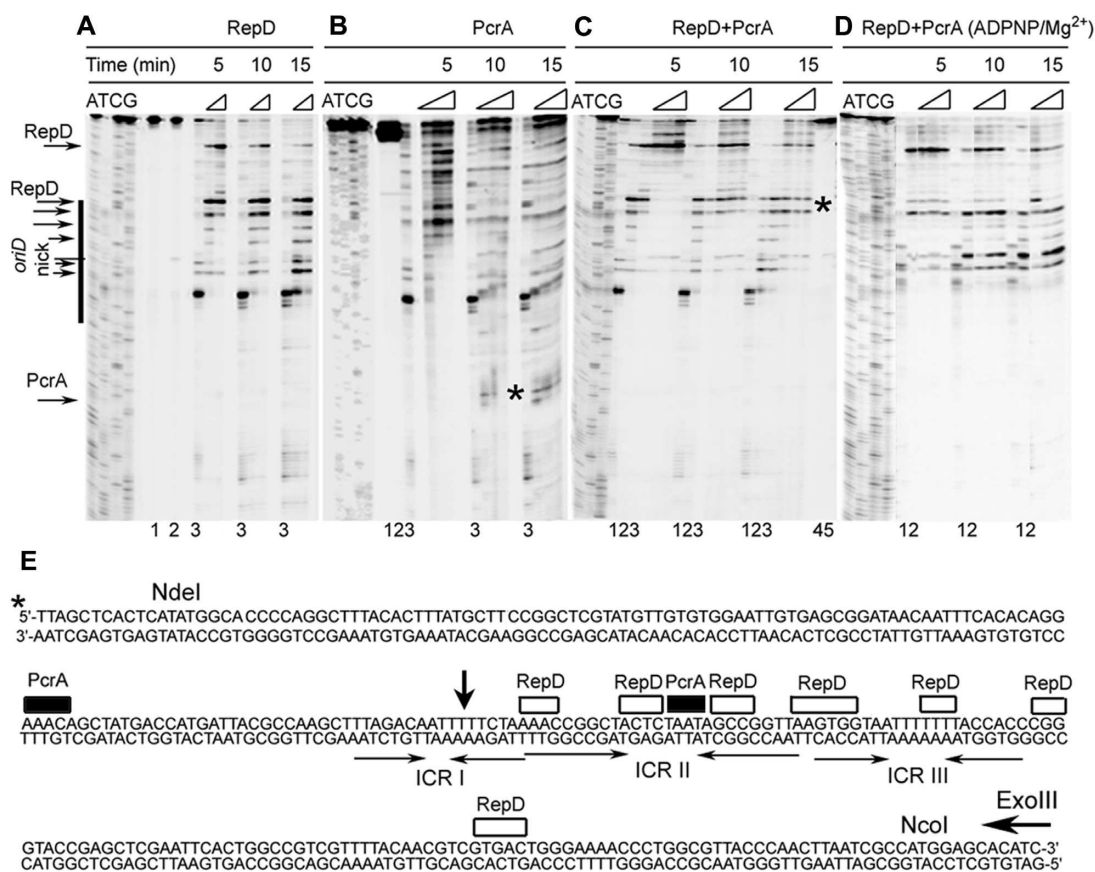 A RepD B PcrA C RepD+PcrA D RepD+PcrA (ADPNP/Mg²⁺)
Time (min) 5 10 15 5 10 15 5 10 15 5 10 15
ATCG ATCG ATCG ATCG
RepD
RepD
oriD
nick
PcrA
*
*
1 2 3 3 3 123 3 3 123 123 123 45 12 12 12
E
NdeI
*
5'-TTAGCTCACTCATATGGCACCCCAGGCTTTACACTTTATGCTTCCGGCTCGTATGTTGTGTGGAATTGTGAGCGGATAACAATTTCACACAGG
3'-AATCGAGTGAGTATACCGTGGGGTCCGAAATGTGAAATACGAAGGCCGAGCATACAACACACCTTAACACTCGCCTATTGTTAAAGTGTGTCC
PcrA RepD RepD PcrA RepD RepD RepD
AAACAGCTATGACCATGATTACGCCAAGCTTTAGACAATTTTTCTAAAACCGGCTACTCTAATAGCCGGTTAAGTGGTAATTTTTTTACCACCCGG
TTTGTCGATACTGGTACTAATGCGGTTCGAAATCTGTTAAAAAGATTTTGGCCGATGAGATTATCGGCCAATTCACCATTAAAAAAATGGTGGGCC
ICR I ICR II ICR III
RepD NcoI ExoIII
GTACCGAGCTCGAATTCACTGGCCGTCGTTTTACAACGTCGTGACTGGGAAAACCCTGGCGTTACCCAACTTAATCGCCATGGAGCACATC-3'
CATGGCTCGAGCTTAAGTGACCGGCAGCAAAATGTTGCAGCACTGACCCTTTTGGGACCGCAATGGGTTGAATTAGCGGTACCTCGTGTAG-5'